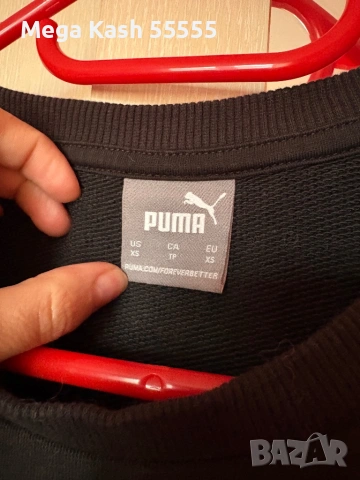 Mega Kash 55555
PUMA
US CA EU
XS TP XS
PUMA.COM/FOREVERBETTER
BAZAR